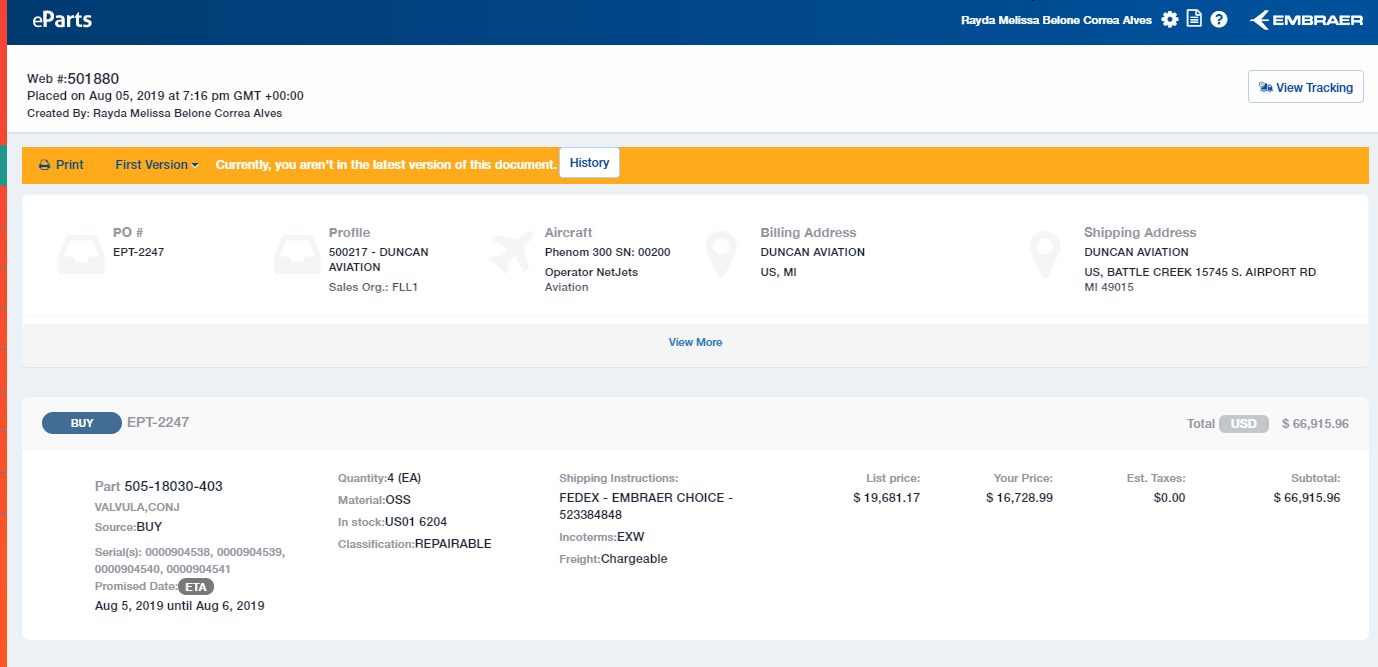 eParts
Rayda Melissa Belone Correa Alves
EMBRAER
Web #:501880
Placed on Aug 05, 2019 at 7:16 pm GMT +00:00
Created By: Rayda Melissa Belone Correa Alves
View Tracking
Print
First Version
Currently, you aren't in the latest version of this document.
History
PO #
EPT-2247
Profile
500217 - DUNCAN
AVIATION
Sales Org.: FLL1
Aircraft
Phenom 300 SN: 00200
Operator NetJets
Aviation
Billing Address
DUNCAN AVIATION
US, MI
Shipping Address
DUNCAN AVIATION
US, BATTLE CREEK 15745 S. AIRPORT RD
MI 49015
View More
BUY EPT-2247
Total USD $ 66,915.96
Part 505-18030-403
VALVULA,CONJ
Source:BUY
Serial(s): 0000904538, 0000904539,
0000904540, 0000904541
Promised Date: ETA
Aug 5, 2019 until Aug 6, 2019
Quantity:4 (EA)
Material:OSS
In stock:US01 6204
Classification:REPAIRABLE
Shipping Instructions:
FEDEX - EMBRAER CHOICE -
523384848
Incoterms:EXW
Freight:Chargeable
List price:
$ 19,681.17
Your Price:
$ 16,728.99
Est. Taxes:
$0.00
Subtotal:
$ 66,915.96